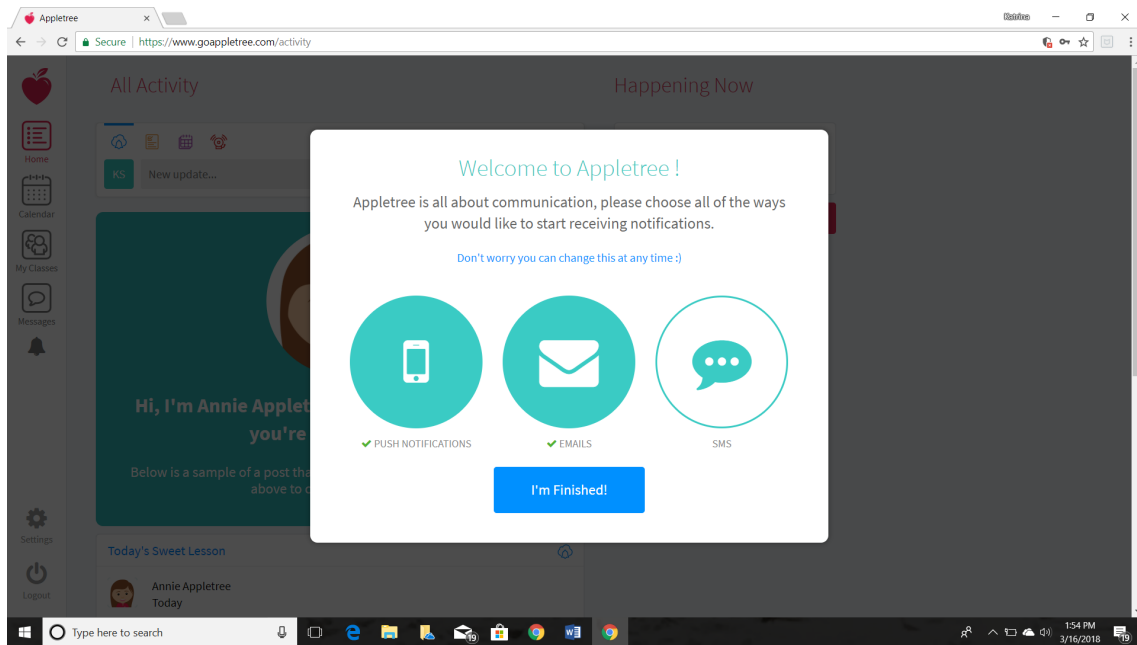 Appletree
Katrina
Secure
https://www.goappletree.com/activity
All Activity
Happening Now
Home
KS
New update...
Calendar
My Classes
Messages
Welcome to Appletree !
Appletree is all about communication, please choose all of the ways
you would like to start receiving notifications.
Don't worry you can change this at any time :)
PUSH NOTIFICATIONS
EMAILS
SMS
I'm Finished!
Hi, I'm Annie Applet
you're
Below is a sample of a post tha
above to
Settings
Logout
Today's Sweet Lesson
Annie Appletree
Today
Type here to search
19
1:54 PM
3/16/2018
19